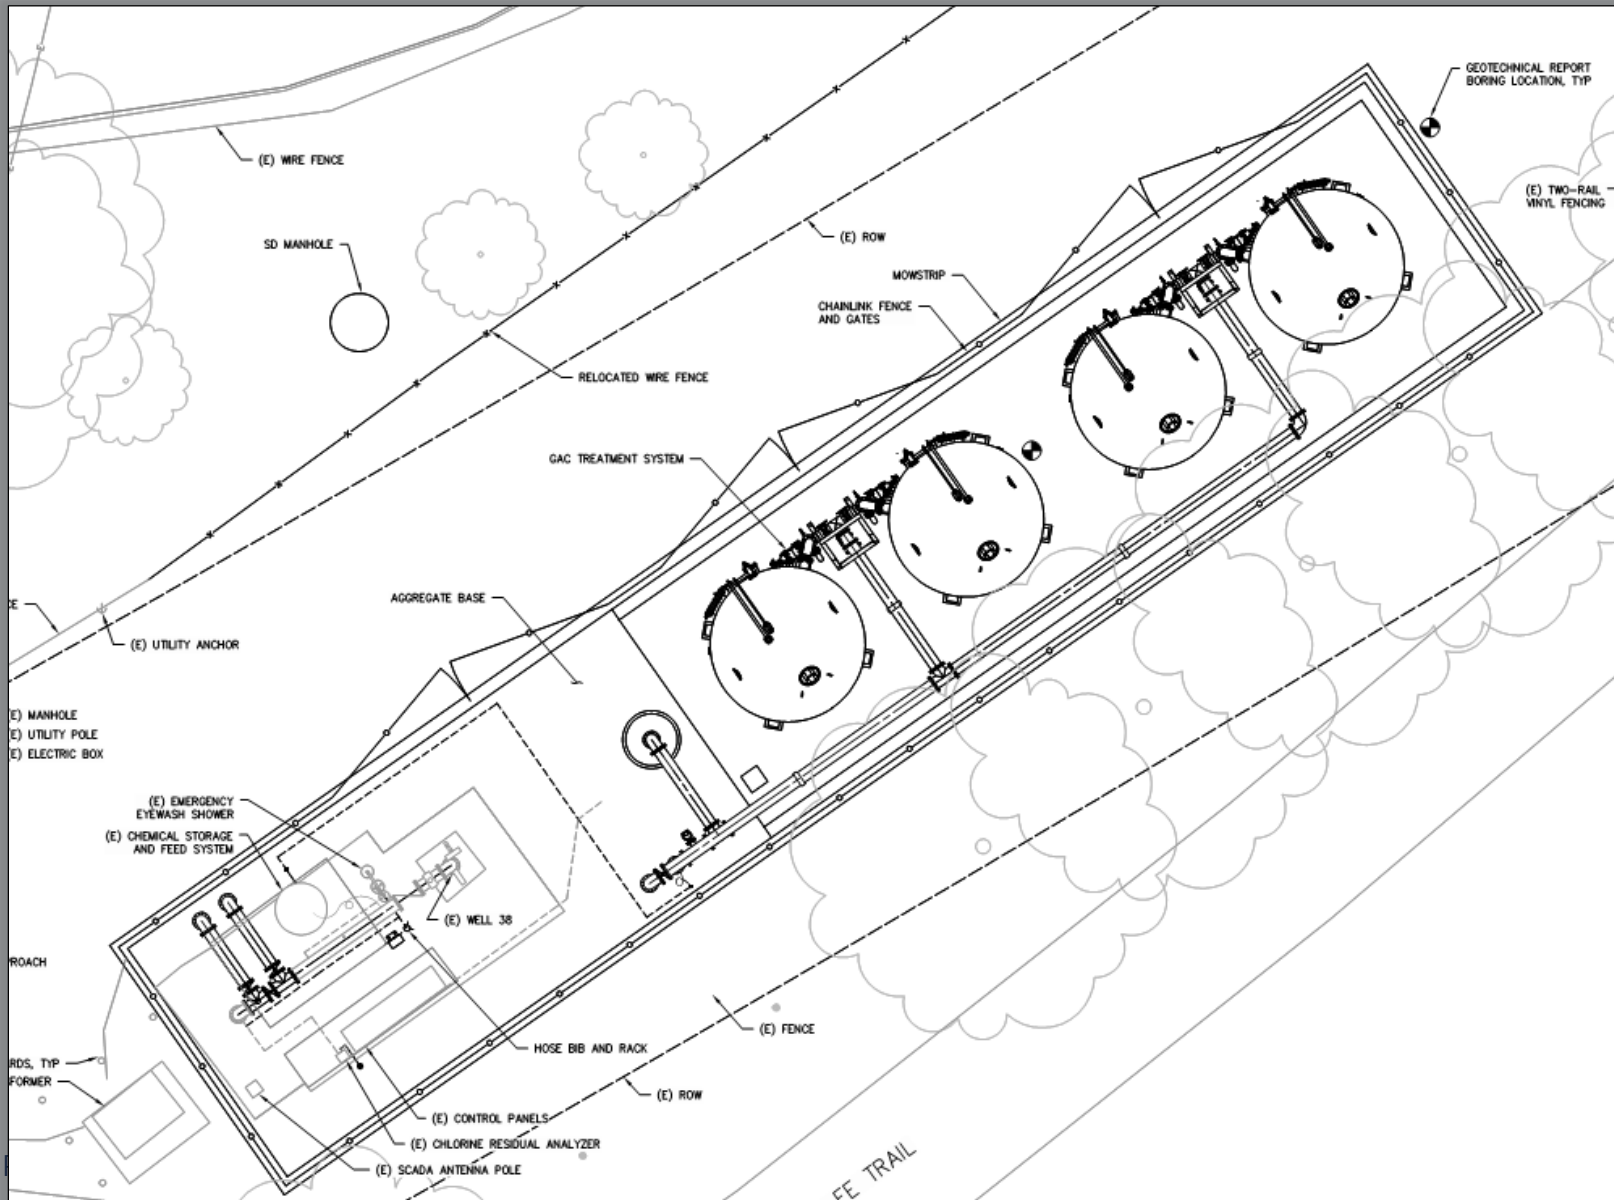 GEOTECHNICAL REPORT
BORING LOCATION, TYP
(E) WIRE FENCE
(E) TWO-RAIL
VINYL FENCING
SD MANHOLE
(E) ROW
MOWSTRIP
CHAINLINK FENCE
AND GATES
RELOCATED WIRE FENCE
GAC TREATMENT SYSTEM
AGGREGATE BASE
(E) UTILITY ANCHOR
(E) MANHOLE
(E) UTILITY POLE
(E) ELECTRIC BOX
(E) EMERGENCY
EYEWASH SHOWER
(E) CHEMICAL STORAGE
AND FEED SYSTEM
(E) WELL 38
ROACH
(E) FENCE
HOSE BIB AND RACK
RDS, TYP
FORMER
(E) ROW
(E) CONTROL PANELS
(E) CHLORINE RESIDUAL ANALYZER
(E) SCADA ANTENNA POLE
FE TRAIL